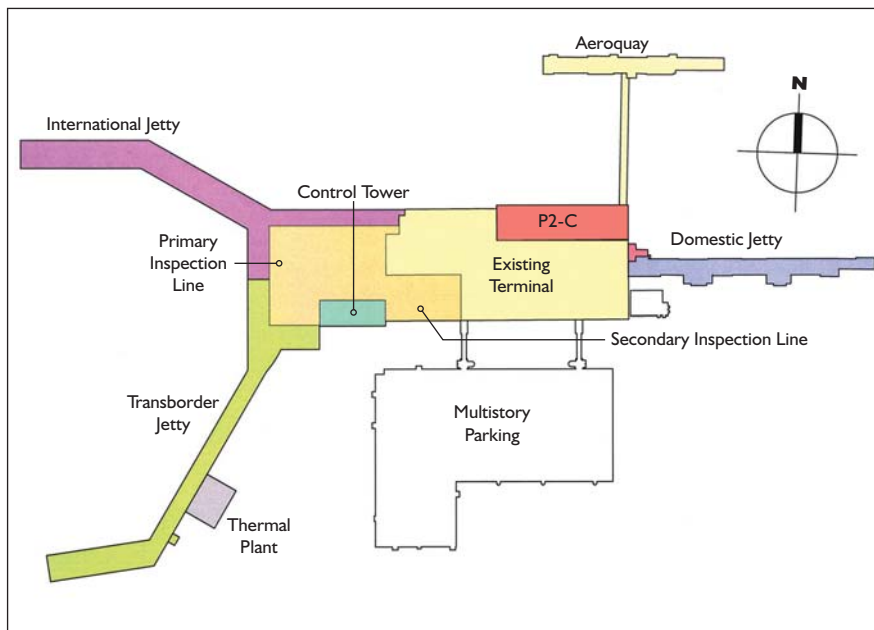 Aeroquay
N
International Jetty
Control Tower
P2-C
Primary
Inspection
Line
Existing
Terminal
Domestic Jetty
Secondary Inspection Line
Transborder
Jetty
Multistory
Parking
Thermal
Plant